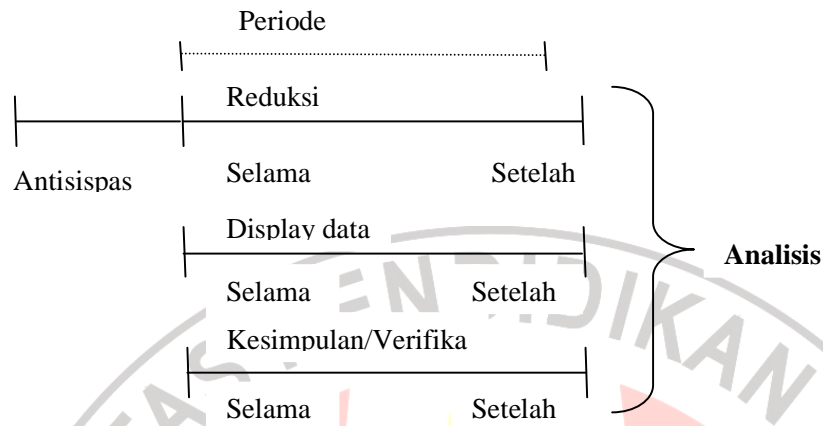 Periode
Reduksi
Antisispas Selama Setelah
Display data
Analisis
Selama Setelah
Kesimpulan/Verifika
Selama Setelah